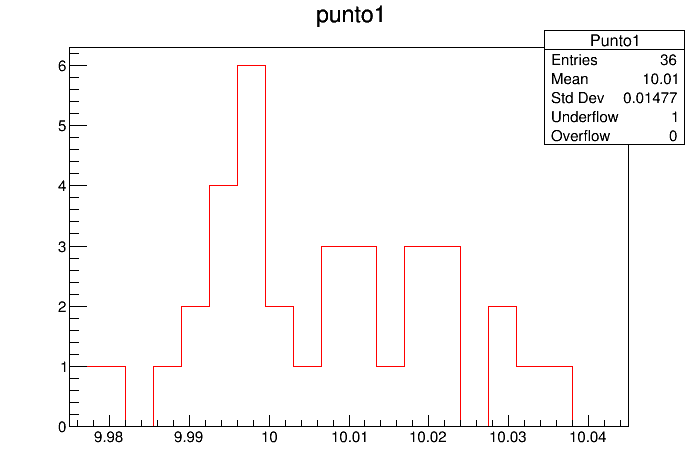 punto1
Punto1
Entries 36
Mean 10.01
Std Dev 0.01477
Underflow 1
Overflow 0
6
5
4
3
2
1
0
9.98 9.99 10 10.01 10.02 10.03 10.04